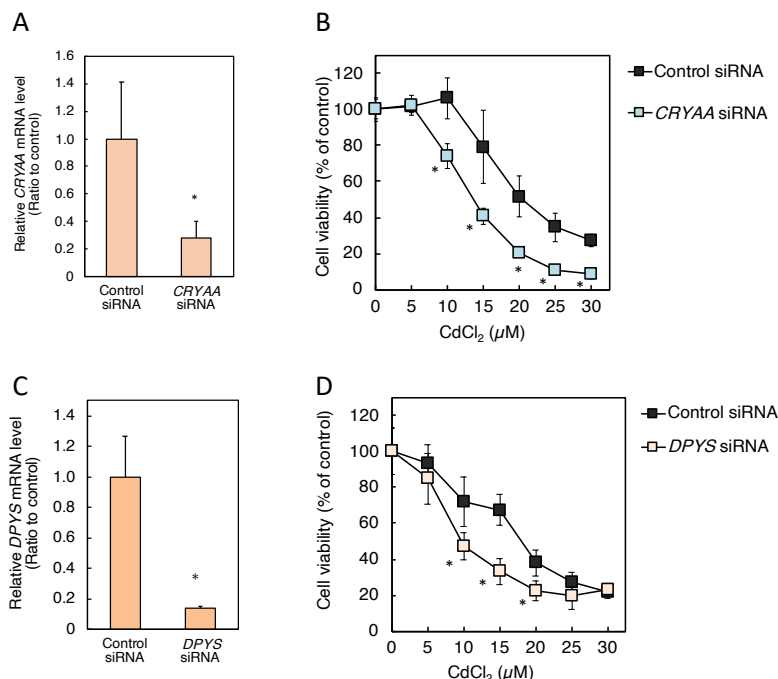 A
Relative CRYAA mRNA level
(Ratio to control)
1.6
1.4
1.2
1.0
0.8
0.6
0.4
0.2
0
*
Control
siRNA
CRYAA
siRNA
B
Cell viability (% of control)
120
100
80
60
40
20
0
* * * * *
0 5 10 15 20 25 30
CdCl2 (µM)
Control siRNA
CRYAA siRNA
C
Relative DPYS mRNA level
(Ratio to control)
1.4
1.2
1.0
0.8
0.6
0.4
0.2
0
*
Control
siRNA
DPYS
siRNA
D
Cell viability (% of control)
120
100
80
60
40
20
0
* * *
0 5 10 15 20 25 30
CdCl2 (µM)
Control siRNA
DPYS siRNA